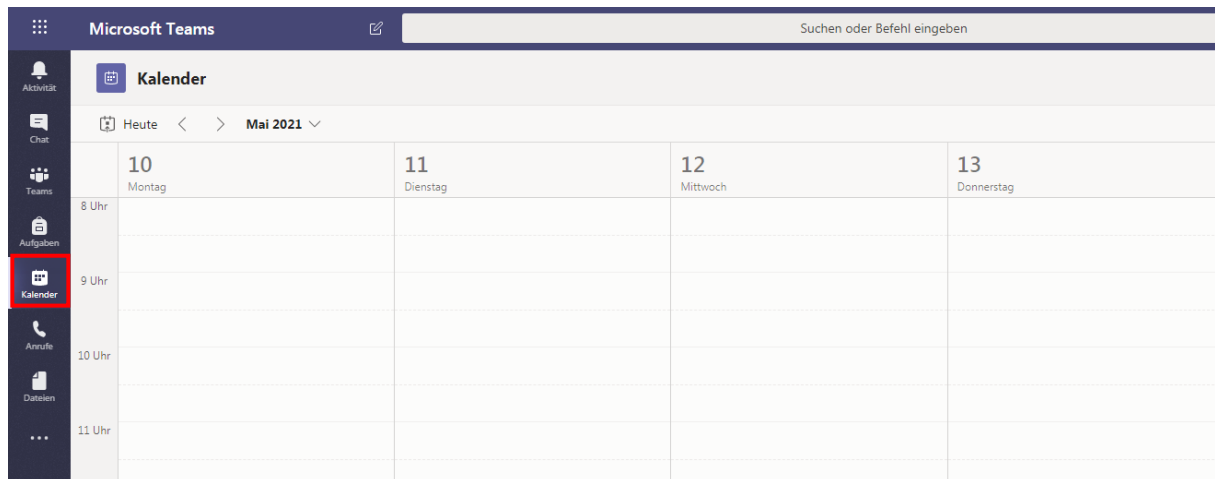 Microsoft Teams
Suchen oder Befehl eingeben
Aktivität
Chat
Teams
Aufgaben
Kalender
Anrufe
Dateien
Kalender
Heute
Mai 2021
10
Montag
11
Dienstag
12
Mittwoch
13
Donnerstag
8 Uhr
9 Uhr
10 Uhr
11 Uhr